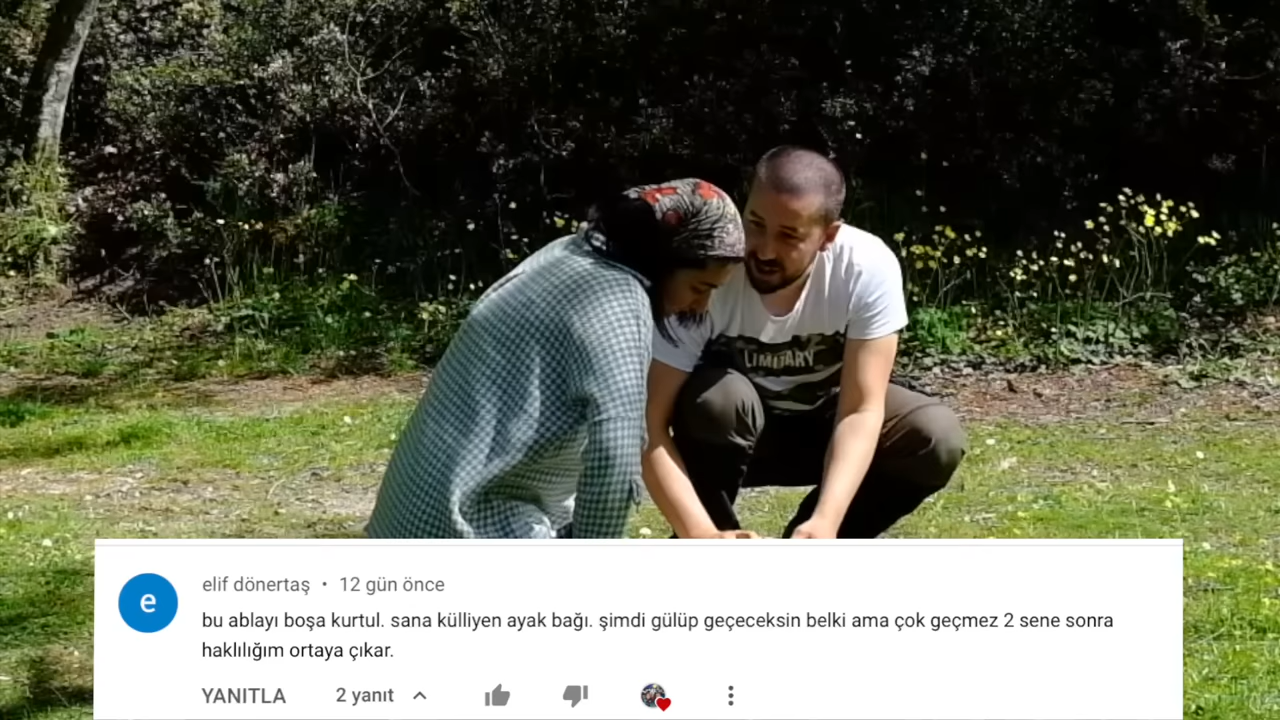 LIMITARY
elif dönertaş • 12 gün önce
e
bu ablayı boşa kurtul. sana külliyen ayak bağı. şimdi gülüp geçeceksin belki ama çok geçmez 2 sene sonra
haklılığım ortaya çıkar.
YANITLA 2 yanıt